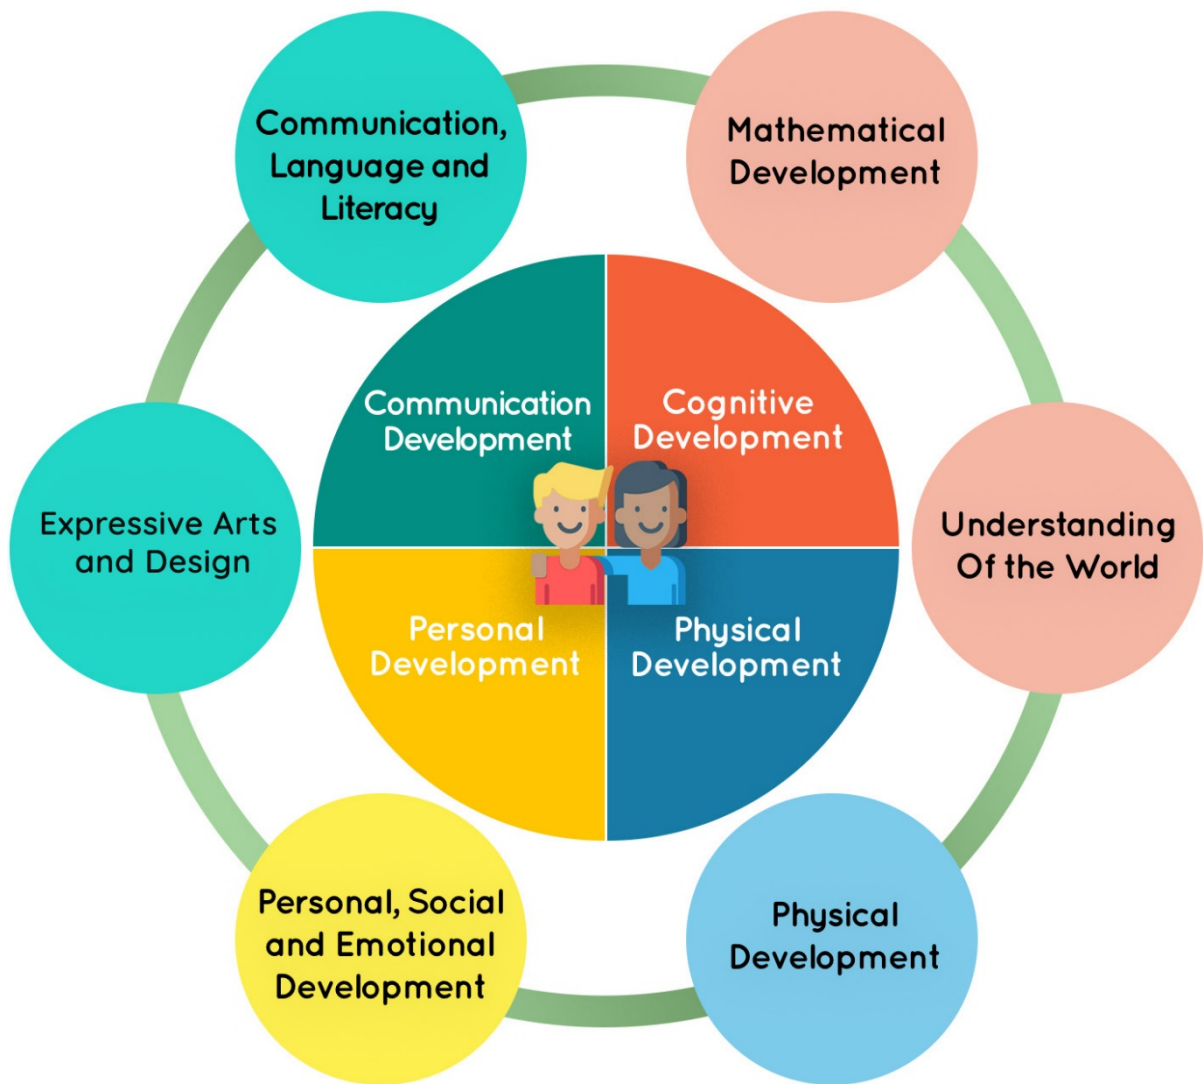 Communication,
Language and
Literacy
Mathematical
Development
Communication
Development
Cognitive
Development
Expressive Arts
and Design
Understanding
Of the World
Personal
Development
Physical
Development
Personal, Social
and Emotional
Development
Physical
Development